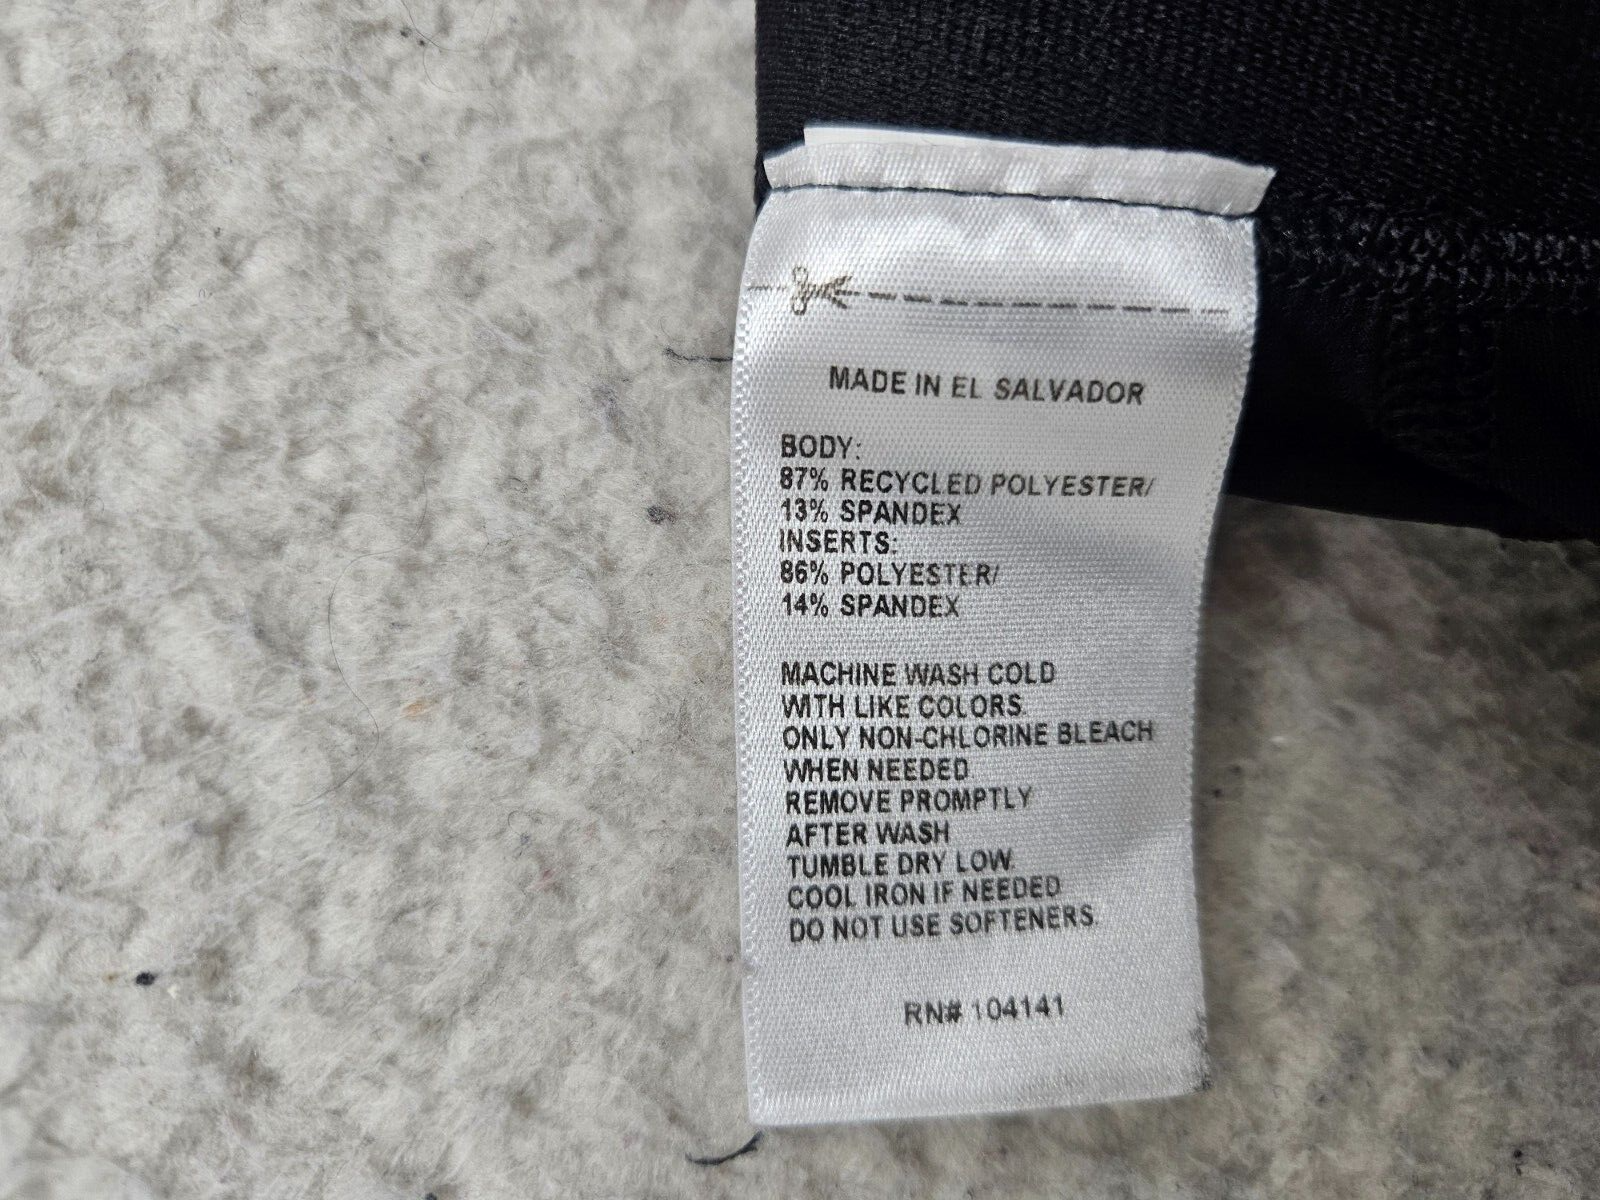 MADE IN EL SALVADOR
BODY:
87% RECYCLED POLYESTER/
13% SPANDEX
INSERTS:
86% POLYESTER/
14% SPANDEX
MACHINE WASH COLD
WITH LIKE COLORS.
ONLY NON-CHLORINE BLEACH
WHEN NEEDED
REMOVE PROMPTLY
AFTER WASH
TUMBLE DRY LOW.
COOL IRON IF NEEDED
DO NOT USE SOFTENERS.
RN# 104141